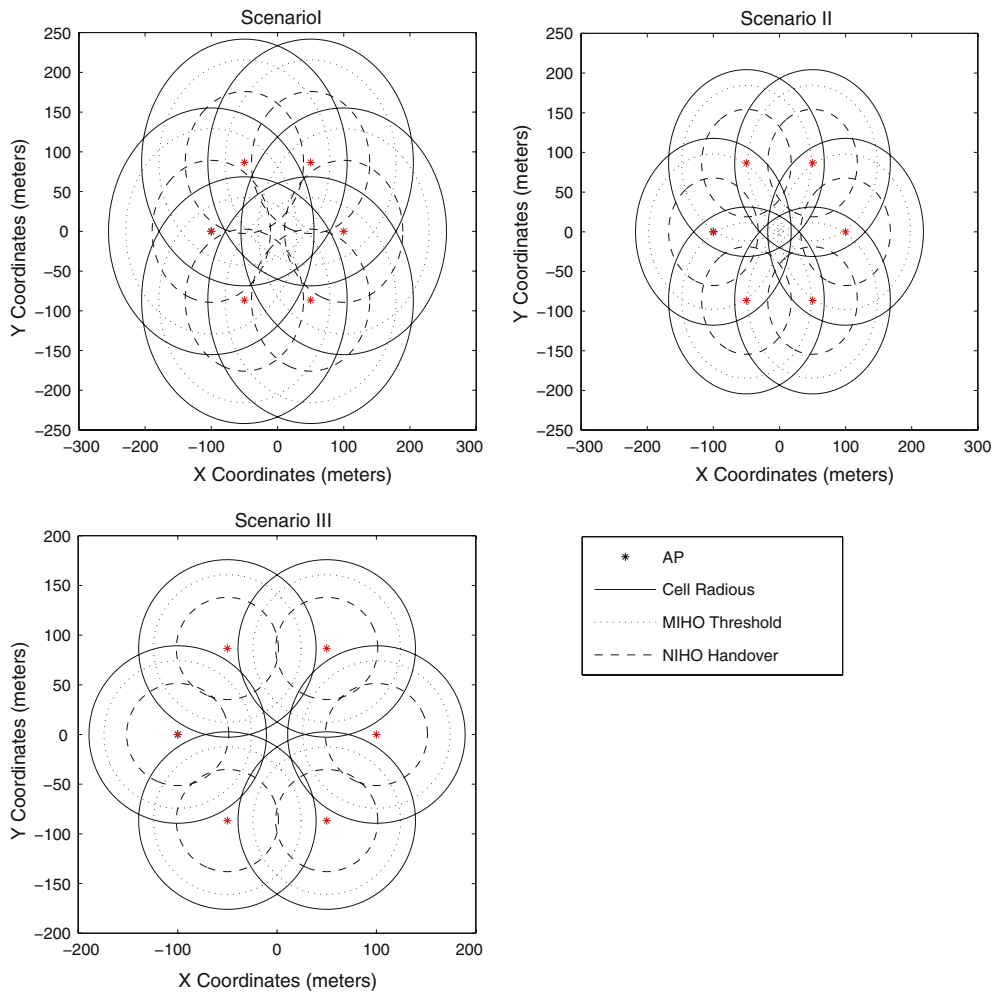 ScenarioI
250
200
150
100
50
0
−50
−100
−150
−200
−250
−300 −200 −100 0 100 200 300
Y Coordinates (meters)
X Coordinates (meters)
Scenario II
250
200
150
100
50
0
−50
−100
−150
−200
−250
−300 −200 −100 0 100 200 300
Y Coordinates (meters)
X Coordinates (meters)
Scenario III
200
150
100
50
0
−50
−100
−150
−200
−200 −100 0 100 200
Y Coordinates (meters)
X Coordinates (meters)
AP
Cell Radious
MIHO Threshold
NIHO Handover